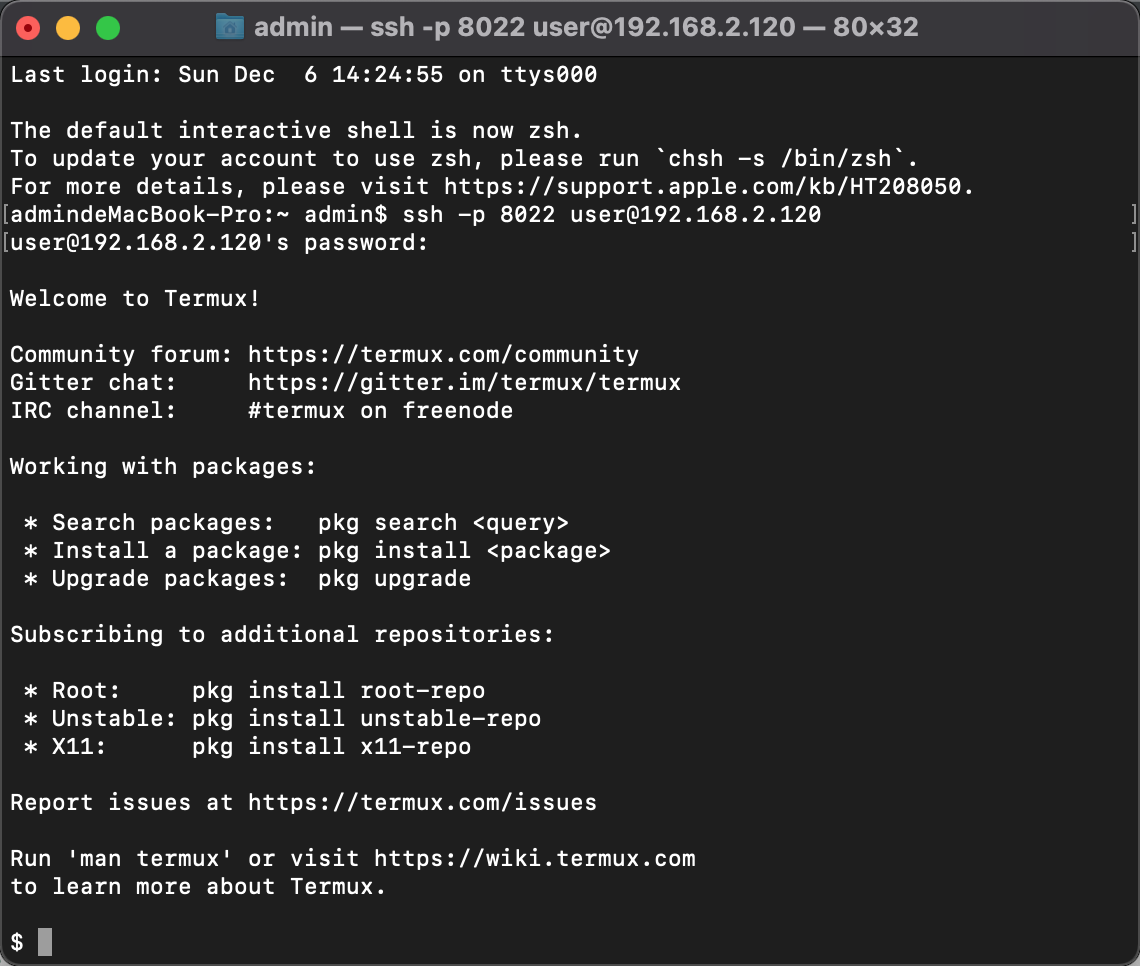 admin — ssh -p 8022 user@192.168.2.120 — 80×32
Last login: Sun Dec  6 14:24:55 on ttys000

The default interactive shell is now zsh.
To update your account to use zsh, please run `chsh -s /bin/zsh`.
For more details, please visit https://support.apple.com/kb/HT208050.
[admindeMacBook-Pro:~ admin$ ssh -p 8022 user@192.168.2.120                     ]
[user@192.168.2.120's password:                                                 ]

Welcome to Termux!

Community forum: https://termux.com/community
Gitter chat:     https://gitter.im/termux/termux
IRC channel:     #termux on freenode

Working with packages:

 * Search packages:   pkg search <query>
 * Install a package: pkg install <package>
 * Upgrade packages:  pkg upgrade

Subscribing to additional repositories:

 * Root:     pkg install root-repo
 * Unstable: pkg install unstable-repo
 * X11:      pkg install x11-repo

Report issues at https://termux.com/issues

Run 'man termux' or visit https://wiki.termux.com
to learn more about Termux.

$